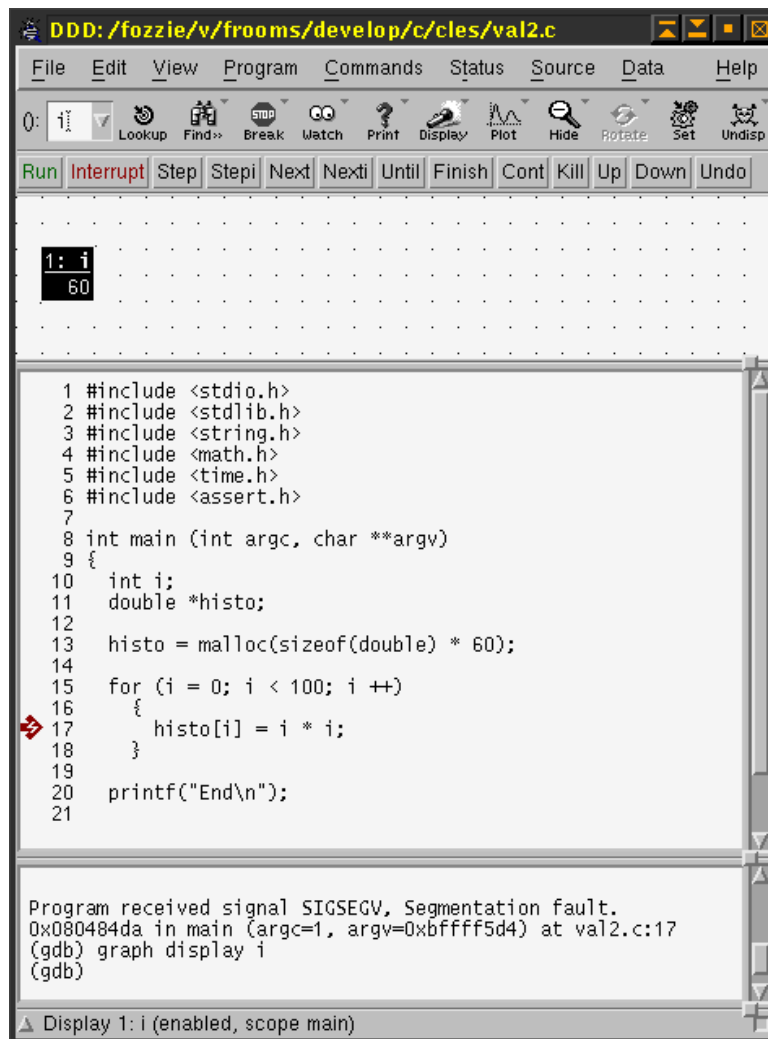 DDD: /fozzie/v/frooms/develop/c/cles/val2.c
File Edit View Program Commands Status Source Data Help
(): i
Lookup Find» Break Watch Print Display Plot Hide Rotate Set Undisp
Run Interrupt Step Stepi Next Nexti Until Finish Cont Kill Up Down Undo
1: i
60
1 #include <stdio.h>
2 #include <stdlib.h>
3 #include <string.h>
4 #include <math.h>
5 #include <time.h>
6 #include <assert.h>
7
8 int main (int argc, char **argv)
9 {
10 int i;
11 double *histo;
12
13 histo = malloc(sizeof(double) * 60);
14
15 for (i = 0; i < 100; i ++)
16 {
17 histo[i] = i * i;
18 }
19
20 printf("End\n");
21
Program received signal SIGSEGV, Segmentation fault.
0x080484da in main (argc=1, argv=0xbffff5d4) at val2.c:17
(gdb) graph display i
(gdb)
Display 1: i (enabled, scope main)